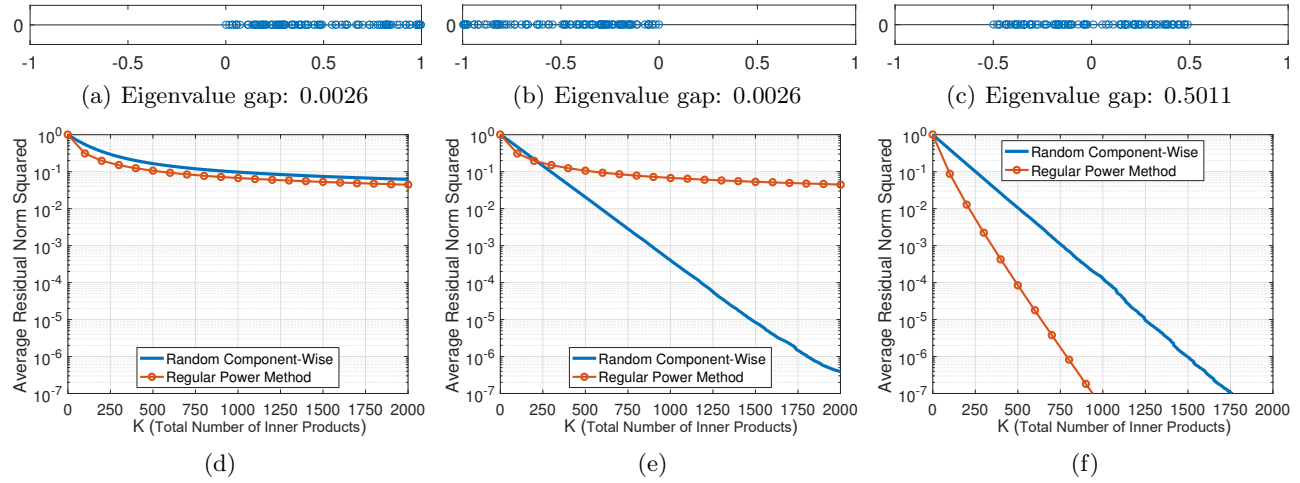 0
-1 -0.5 0 0.5 1
(a) Eigenvalue gap: 0.0026
0
-1 -0.5 0 0.5 1
(b) Eigenvalue gap: 0.0026
0
-1 -0.5 0 0.5 1
(c) Eigenvalue gap: 0.5011
Average Residual Norm Squared
10^0
10^-1
10^-2
10^-3
10^-4
10^-5
10^-6
10^-7
Random Component-Wise
Regular Power Method
0 250 500 750 1000 1250 1500 1750 2000
K (Total Number of Inner Products)
(d)
Average Residual Norm Squared
10^0
10^-1
10^-2
10^-3
10^-4
10^-5
10^-6
10^-7
Random Component-Wise
Regular Power Method
0 250 500 750 1000 1250 1500 1750 2000
K (Total Number of Inner Products)
(e)
Average Residual Norm Squared
10^0
10^-1
10^-2
10^-3
10^-4
10^-5
10^-6
10^-7
Random Component-Wise
Regular Power Method
0 250 500 750 1000 1250 1500 1750 2000
K (Total Number of Inner Products)
(f)